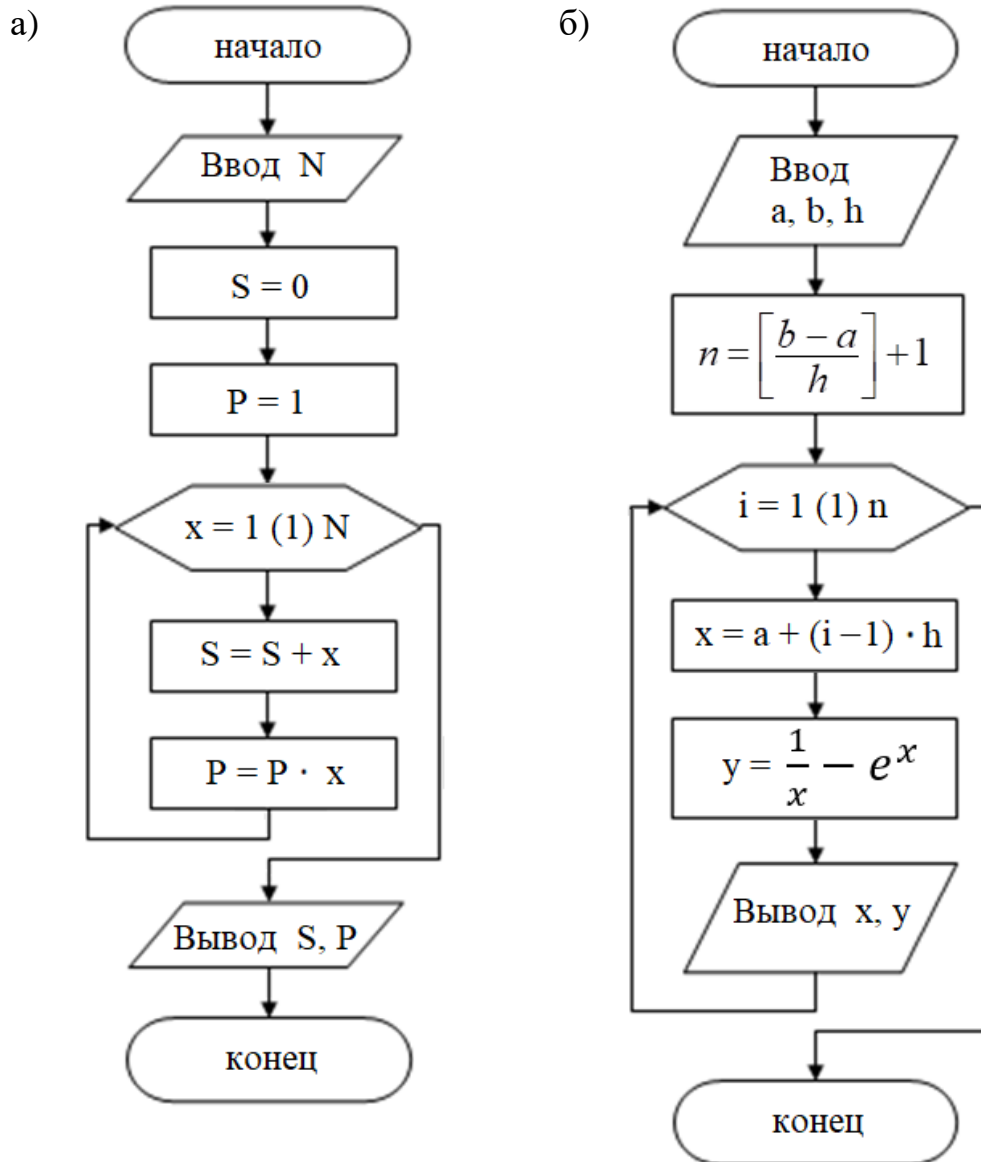 а)
начало
Ввод N
S = 0
P = 1
x = 1 (1) N
S = S + x
P = P · x
Вывод S, P
конец
б)
начало
Ввод
a, b, h
n = [(b − a)/h] + 1
i = 1 (1) n
x = a + (i – 1) · h
y = 1/x − e^x
Вывод x, y
конец